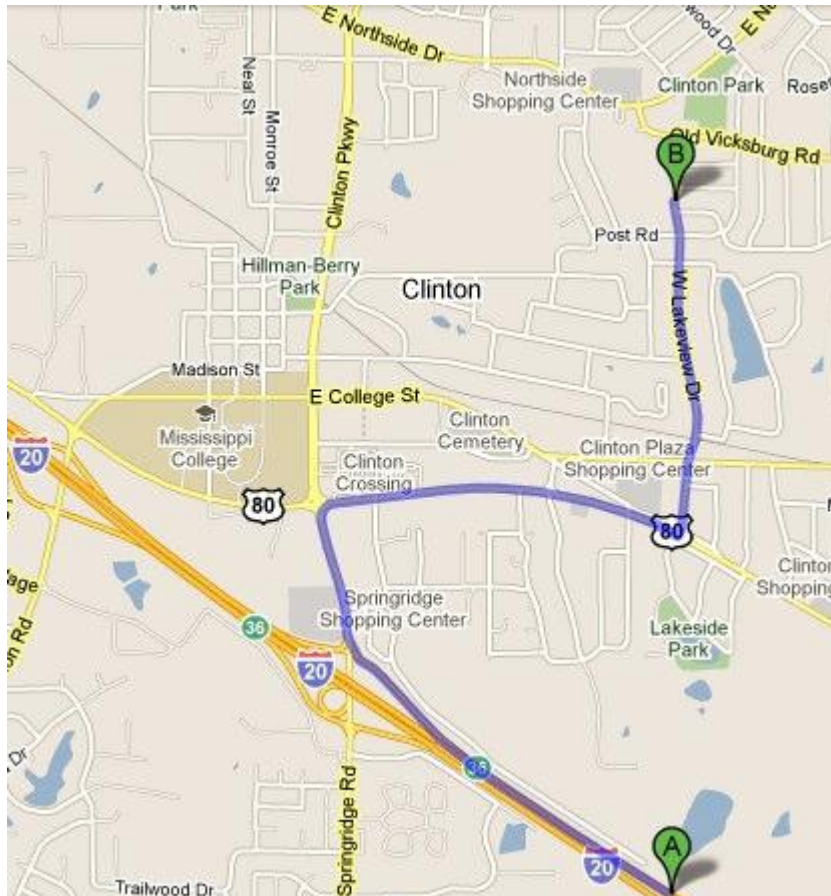 Park
E Northside Dr
Neal St
Monroe St
Clinton Pkwy
Northside
Shopping Center
Clinton Park
Old Vicksburg Rd
B
Post Rd
Hillman-Berry
Park
Clinton
W Lakeview Dr
Madison St
E College St
Mississippi
College
Clinton
Cemetery
Clinton Plaza
Shopping Center
Clinton
Crossing
20
80
80
Springridge
Shopping Center
36
20
Lakeside
Park
36
20
A
Springridge Rd
Trailwood Dr